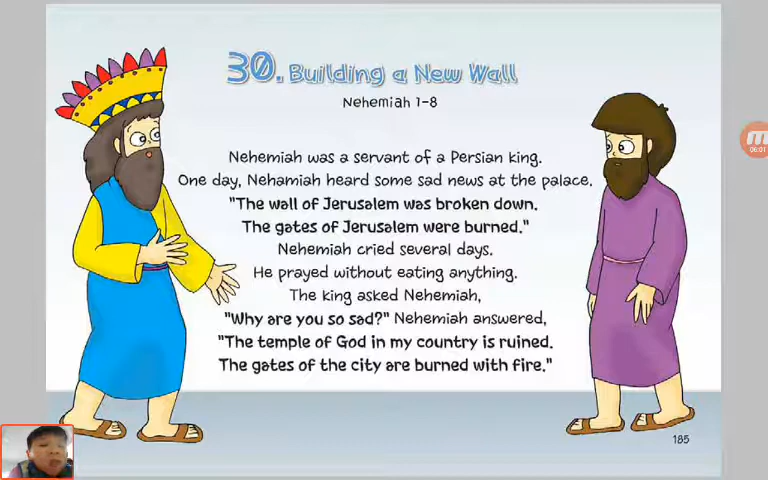 30. Building a New Wall
Nehemiah 1-8
Nehemiah was a servant of a Persian king.
One day, Nehamiah heard some sad news at the palace.
"The wall of Jerusalem was broken down.
The gates of Jerusalem were burned."
Nehemiah cried several days.
He prayed without eating anything.
The king asked Nehemiah,
"Why are you so sad?" Nehemiah answered,
"The temple of God in my country is ruined.
The gates of the city are burned with fire."
185
M
06:01